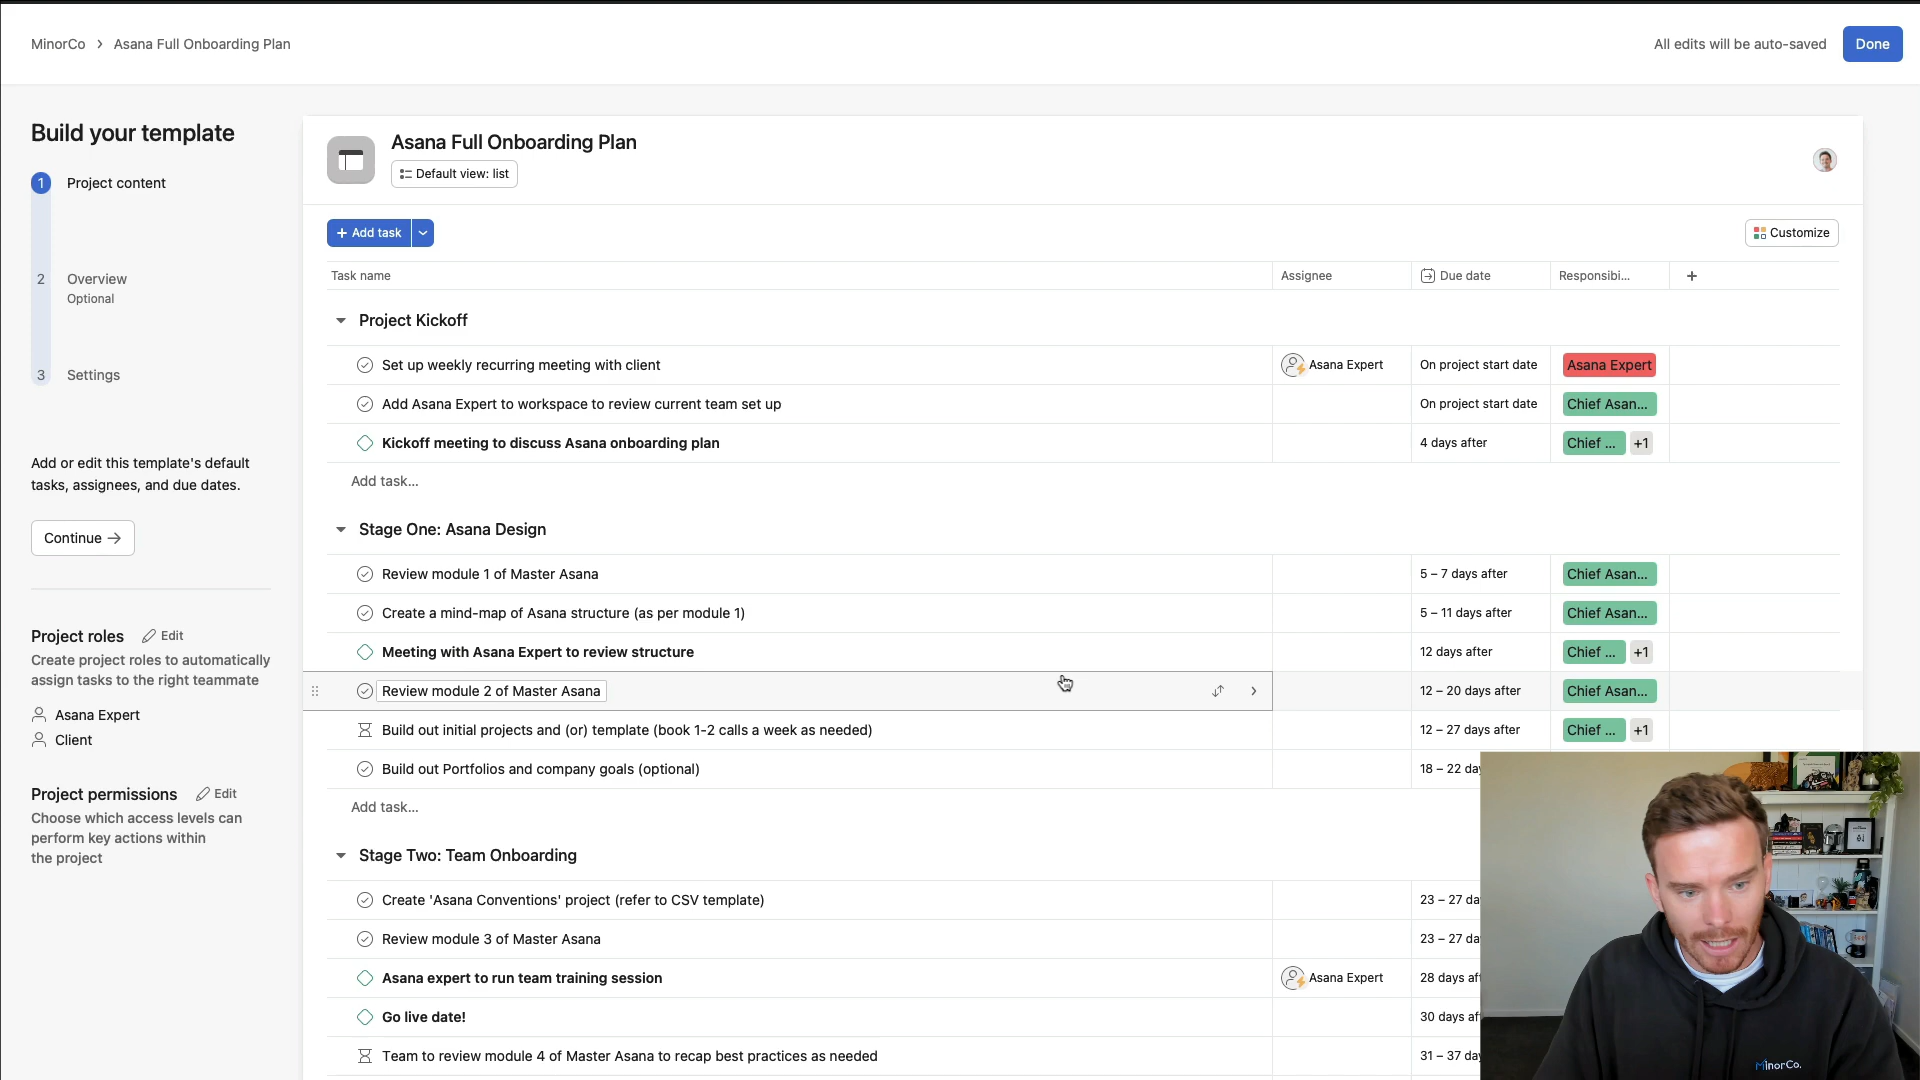 MinorCo > Asana Full Onboarding Plan
All edits will be auto-saved
Done
Build your template
1 Project content
2 Overview
Optional
3 Settings
Add or edit this template's default
tasks, assignees, and due dates.
Continue →
Project roles
Edit
Create project roles to automatically
assign tasks to the right teammate
Asana Expert
Client
Project permissions
Edit
Choose which access levels can
perform key actions within
the project
Asana Full Onboarding Plan
Default view: list
+ Add task
Customize
Task name Assignee Due date Responsibi... +
Project Kickoff
Set up weekly recurring meeting with client Asana Expert On project start date Asana Expert
Add Asana Expert to workspace to review current team set up On project start date Chief Asan...
Kickoff meeting to discuss Asana onboarding plan 4 days after Chief ... +1
Add task...
Stage One: Asana Design
Review module 1 of Master Asana 5 – 7 days after Chief Asan...
Create a mind-map of Asana structure (as per module 1) 5 – 11 days after Chief Asan...
Meeting with Asana Expert to review structure 12 days after Chief ... +1
Review module 2 of Master Asana 12 – 20 days after Chief Asan...
Build out initial projects and (or) template (book 1-2 calls a week as needed) 12 – 27 days after Chief ... +1
Build out Portfolios and company goals (optional) 18 – 22 day
Add task...
Stage Two: Team Onboarding
Create 'Asana Conventions' project (refer to CSV template) 23 – 27 da
Review module 3 of Master Asana 23 – 27 da
Asana expert to run team training session Asana Expert 28 days af
Go live date! 30 days af
Team to review module 4 of Master Asana to recap best practices as needed 31 – 37 day
MinorCo.